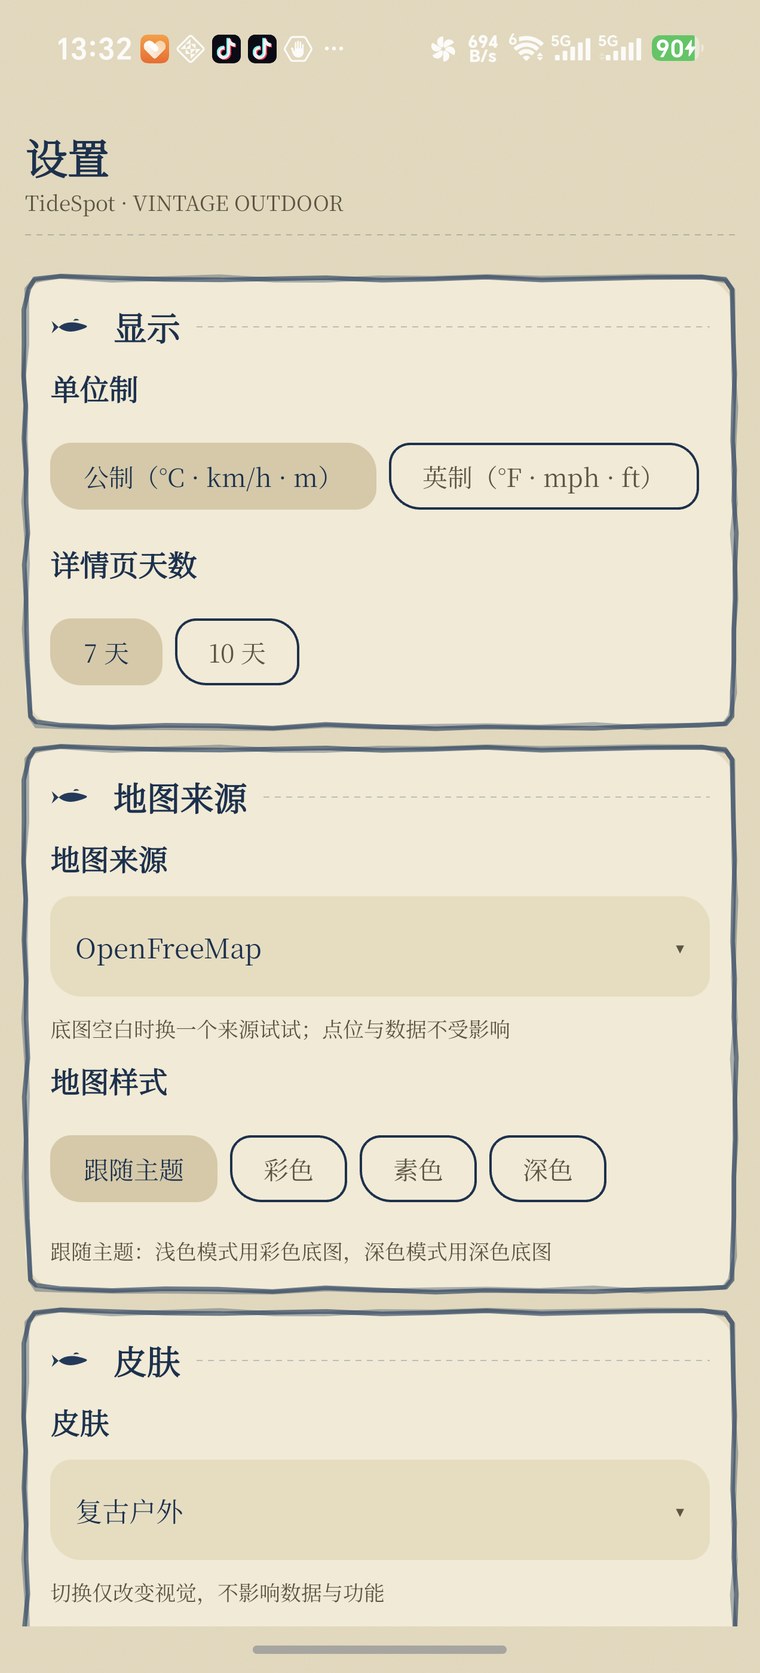 13:32 ··· 694 B/s 6 5G 5G 90
设置
TideSpot · VINTAGE OUTDOOR
显示
单位制
公制（°C · km/h · m） 英制（°F · mph · ft）
详情页天数
7 天 10 天
地图来源
地图来源
OpenFreeMap
底图空白时换一个来源试试；点位与数据不受影响
地图样式
跟随主题 彩色 素色 深色
跟随主题：浅色模式用彩色底图，深色模式用深色底图
皮肤
皮肤
复古户外
切换仅改变视觉，不影响数据与功能